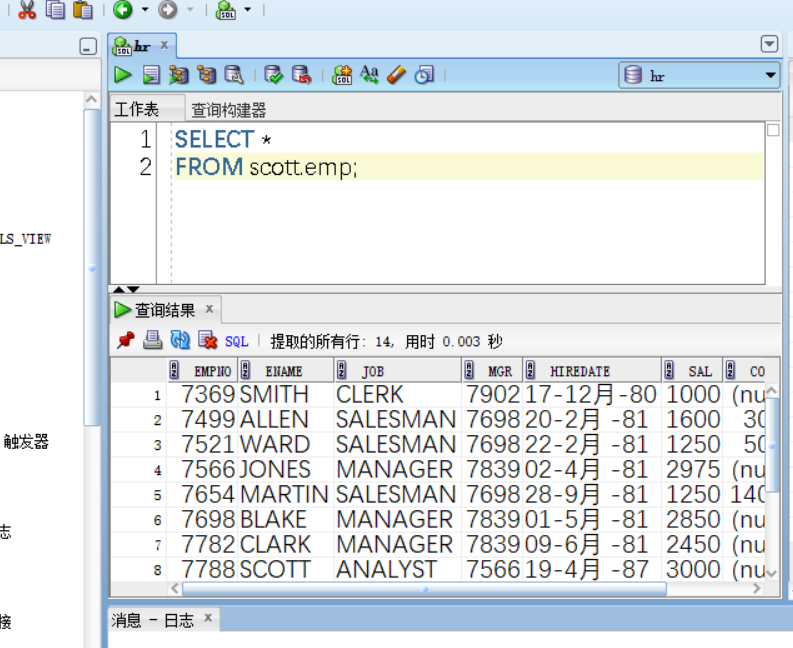 hr
hr
工作表 查询构建器
1 SELECT *
2 FROM scott.emp;
LS_VIEW
查询结果
SQL 提取的所有行: 14, 用时 0.003 秒
EMPNO ENAME JOB MGR HIREDATE SAL CO
1 7369 SMITH CLERK 7902 17-12月-80 1000 (nu
2 7499 ALLEN SALESMAN 7698 20-2月 -81 1600 30
3 7521 WARD SALESMAN 7698 22-2月 -81 1250 50
4 7566 JONES MANAGER 7839 02-4月 -81 2975 (nu
5 7654 MARTIN SALESMAN 7698 28-9月 -81 1250 140
6 7698 BLAKE MANAGER 7839 01-5月 -81 2850 (nu
7 7782 CLARK MANAGER 7839 09-6月 -81 2450 (nu
8 7788 SCOTT ANALYST 7566 19-4月 -87 3000 (nu
触发器
志
接
消息 - 日志